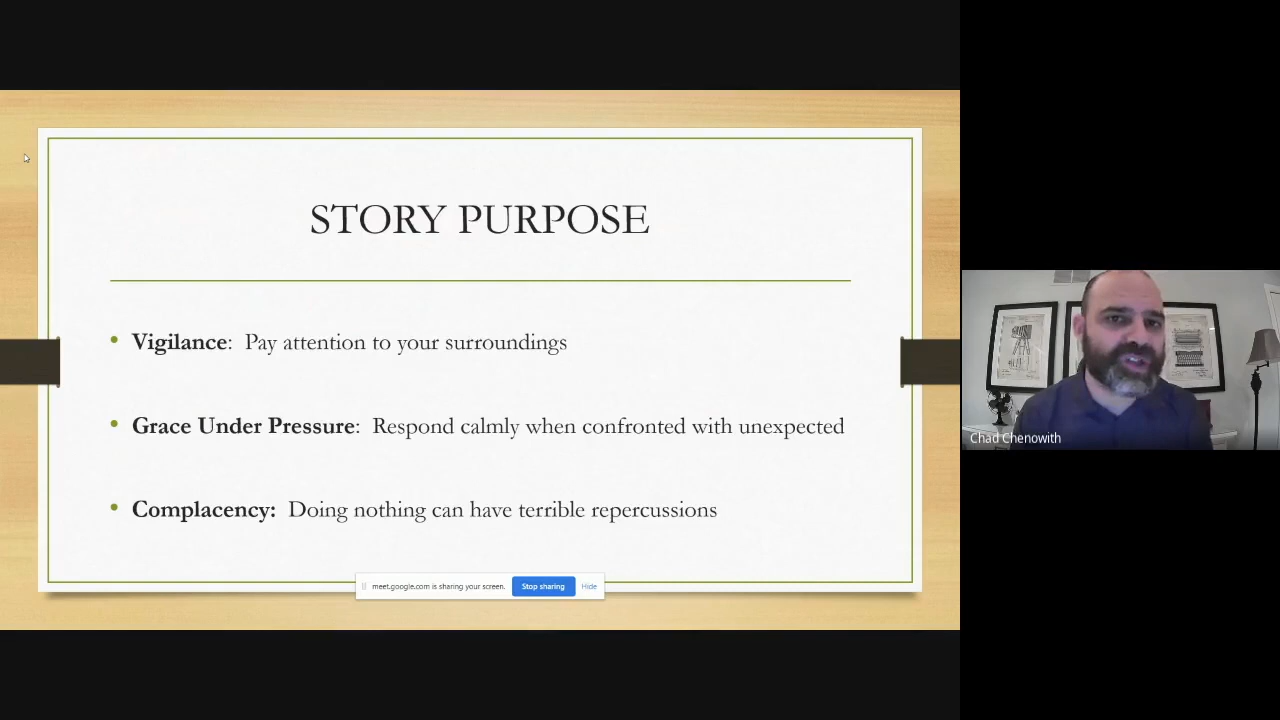 STORY PURPOSE
• Vigilance: Pay attention to your surroundings
• Grace Under Pressure: Respond calmly when confronted with unexpected
• Complacency: Doing nothing can have terrible repercussions
meet.google.com is sharing your screen. Stop sharing Hide
Chad Chenowith